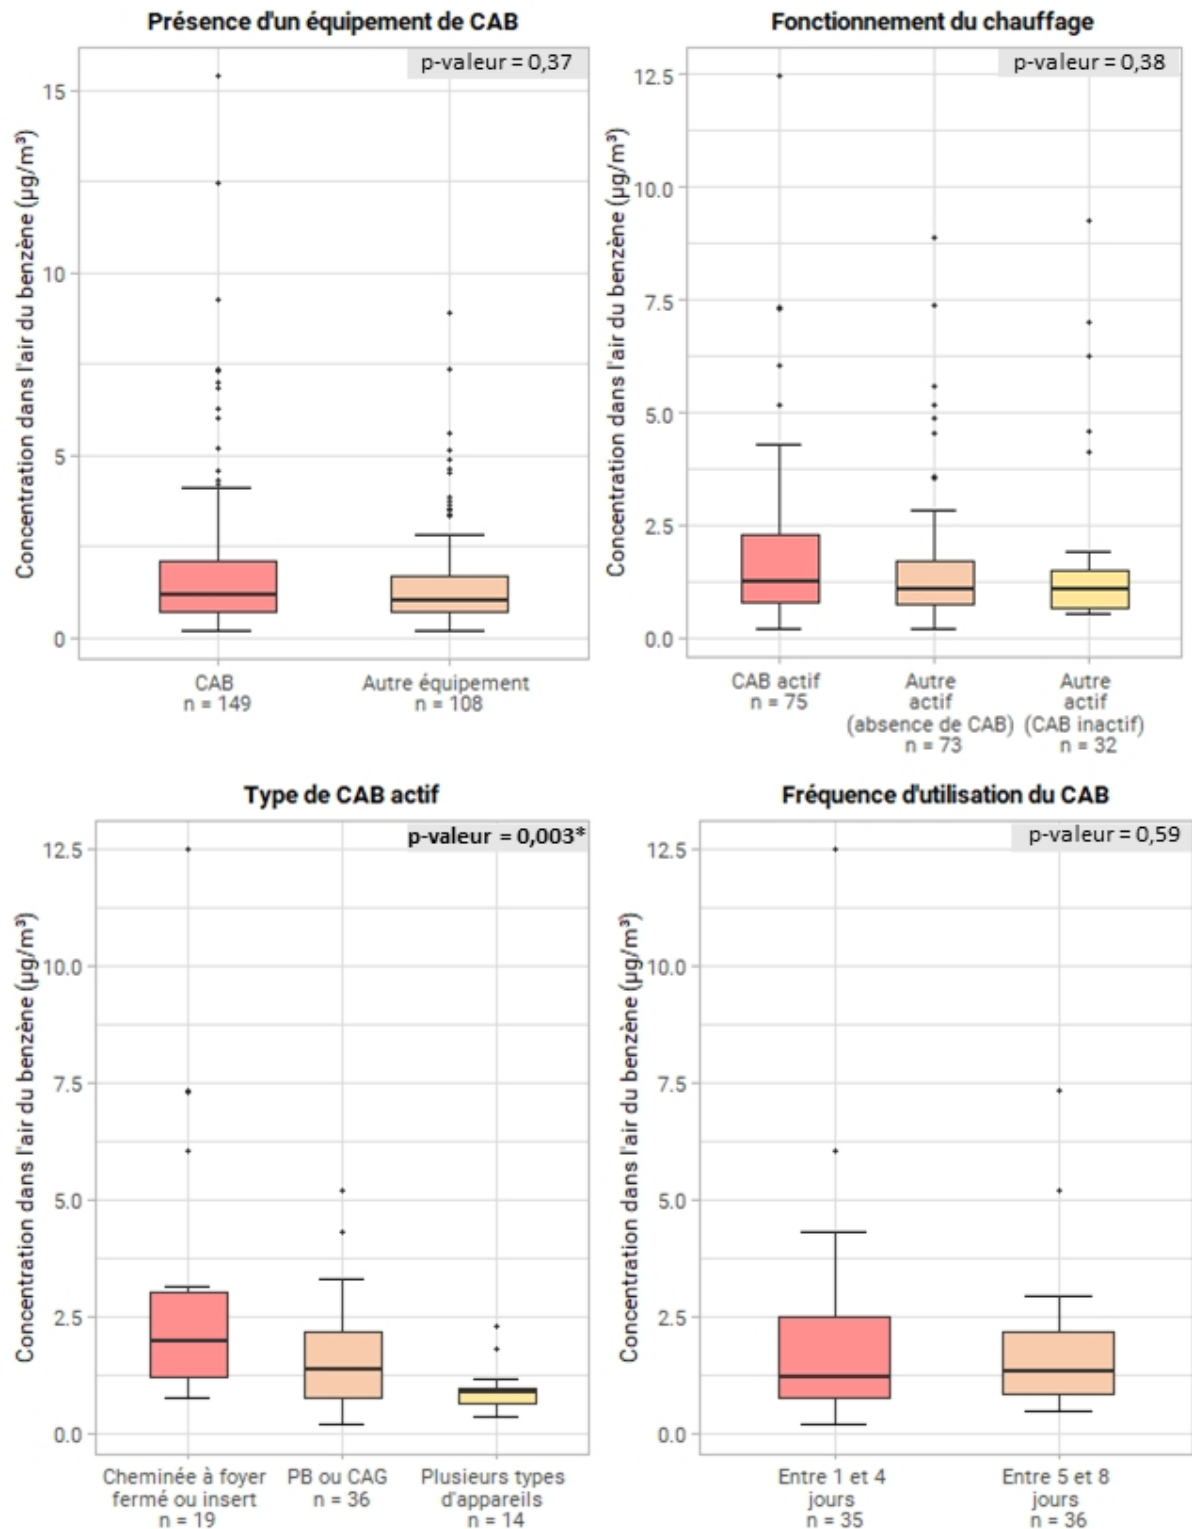 Présence d'un équipement de CAB
p-valeur = 0,37
Concentration dans l'air du benzène (µg/m³)
15
10
5
0
CAB
n = 149
Autre équipement
n = 108
Fonctionnement du chauffage
p-valeur = 0,38
Concentration dans l'air du benzène (µg/m³)
12.5
10.0
7.5
5.0
2.5
0.0
CAB actif
n = 75
Autre
actif
(absence de CAB)
n = 73
Autre
actif
(CAB inactif)
n = 32
Type de CAB actif
p-valeur = 0,003*
Concentration dans l'air du benzène (µg/m³)
12.5
10.0
7.5
5.0
2.5
0.0
Cheminée à foyer
fermé ou insert
n = 19
PB ou CAG
n = 36
Plusieurs types
d'appareils
n = 14
Fréquence d'utilisation du CAB
p-valeur = 0,59
Concentration dans l'air du benzène (µg/m³)
12.5
10.0
7.5
5.0
2.5
0.0
Entre 1 et 4
jours
n = 35
Entre 5 et 8
jours
n = 36